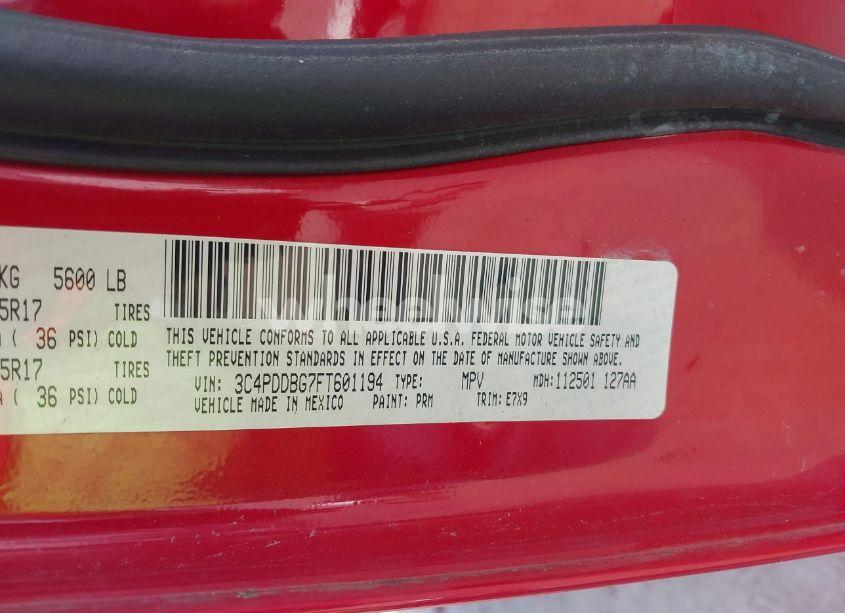 KG 5600 LB
5R17 TIRES
( 36 PSI) COLD
5R17 TIRES
( 36 PSI) COLD
THIS VEHICLE CONFORMS TO ALL APPLICABLE U.S.A. FEDERAL MOTOR VEHICLE SAFETY AND
THEFT PREVENTION STANDARDS IN EFFECT ON THE DATE OF MANUFACTURE SHOWN ABOVE.
VIN: 3C4PDDBG7FT601194 TYPE: MPV MDH:112501 127AA
VEHICLE MADE IN MEXICO PAINT: PRM TRIM: E7X9
wheelwise